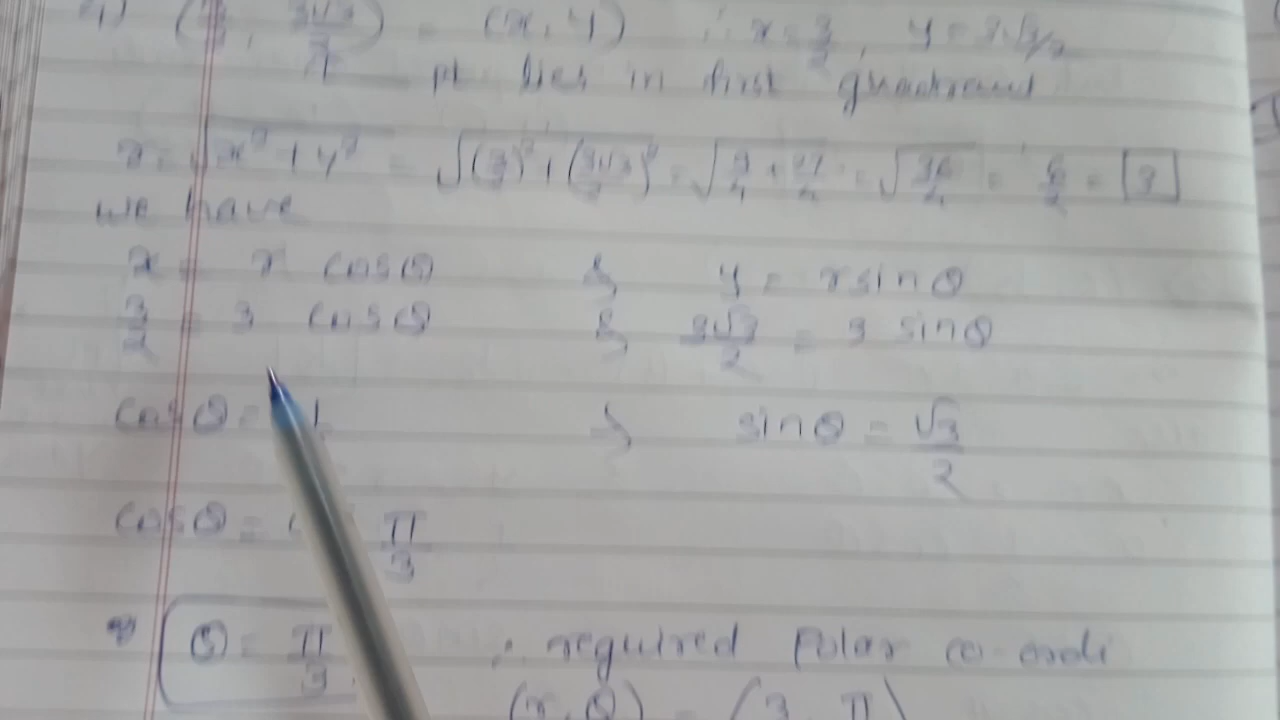 4) (3/2, 3√3/2) = (x, y) ∴ x = 3/2, y = 3√3/2
pt lies in first quadrant
r = √x² + y² = √(3/2)² + (3√3/2)² = √9/4 + 27/4 = √36/4 = 6/2 = 3
we have
x = r cosθ & y = r sinθ
3/2 = 3 cosθ & 3√3/2 = 3 sinθ
cosθ = 1 & sinθ = √3/2
cosθ = π/3
θ = π/3. ∴ required Polar co-ordi
(r, θ) = (3, π)